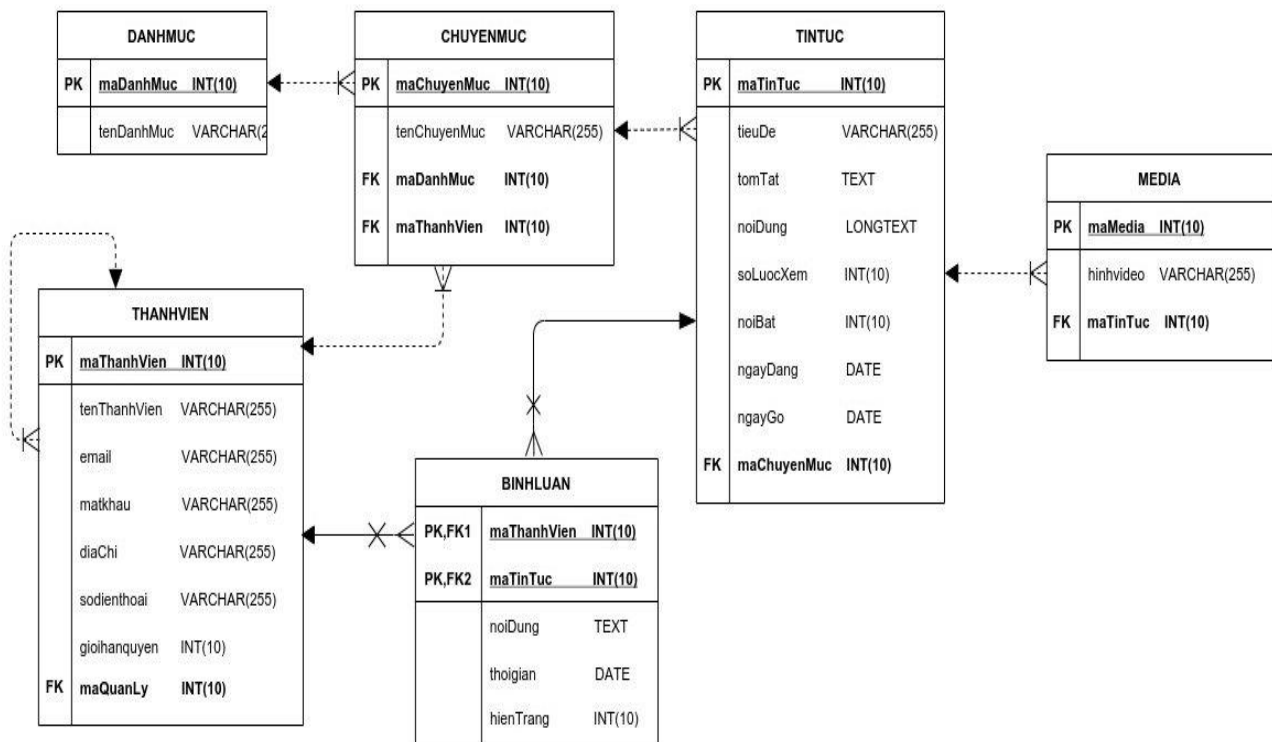 DANHMUC
PK maDanhMuc INT(10)
tenDanhMuc VARCHAR(2
CHUYENMUC
PK maChuyenMuc INT(10)
tenChuyenMuc VARCHAR(255)
FK maDanhMuc INT(10)
FK maThanhVien INT(10)
TINTUC
PK maTinTuc INT(10)
tieuDe VARCHAR(255)
tomTat TEXT
noiDung LONGTEXT
soLuocXem INT(10)
noiBat INT(10)
ngayDang DATE
ngayGo DATE
FK maChuyenMuc INT(10)
MEDIA
PK maMedia INT(10)
hinhvideo VARCHAR(255)
FK maTinTuc INT(10)
THANHVIEN
PK maThanhVien INT(10)
tenThanhVien VARCHAR(255)
email VARCHAR(255)
matkhau VARCHAR(255)
diaChi VARCHAR(255)
sodienthoai VARCHAR(255)
gioihanquyen INT(10)
FK maQuanLy INT(10)
BINHLUAN
PK,FK1 maThanhVien INT(10)
PK,FK2 maTinTuc INT(10)
noiDung TEXT
thoigian DATE
hienTrang INT(10)